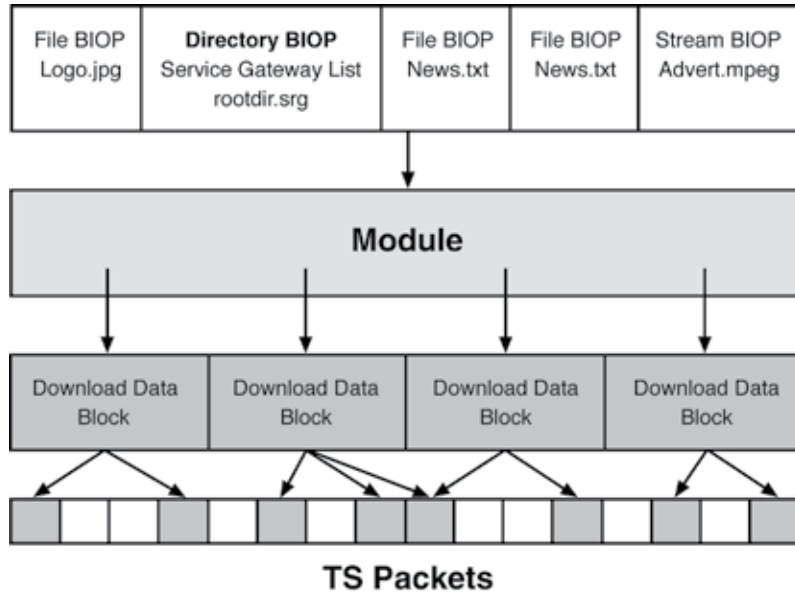 File BIOP
Logo.jpg
Directory BIOP
Service Gateway List
rootdir.srg
File BIOP
News.txt
File BIOP
News.txt
Stream BIOP
Advert.mpeg
Module
Download Data
Block
Download Data
Block
Download Data
Block
Download Data
Block
TS Packets